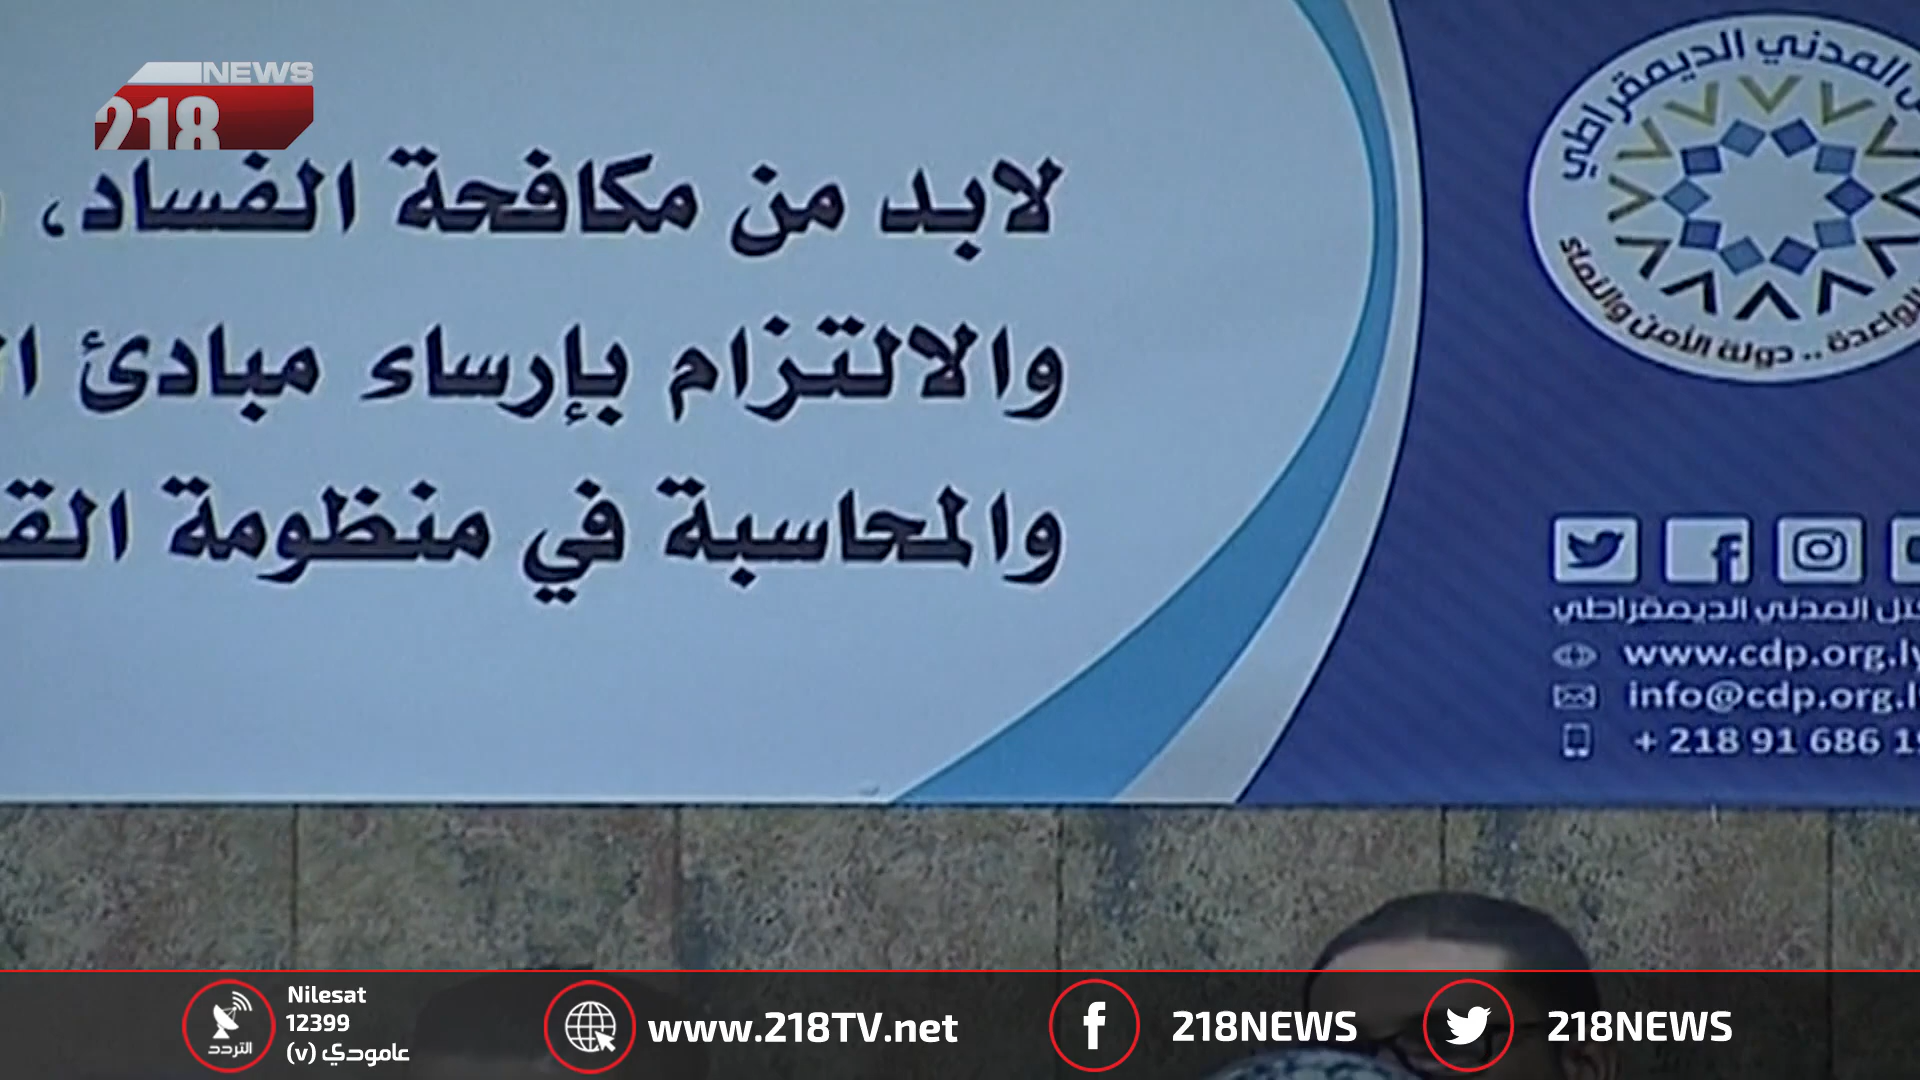 NEWS
218
لابد من مكافحة الفساد،
والالتزام بإرساء مبادئ
والمحاسبة في منظومة
المدني الديمقراطي
الواعدة .. دولة الأمن والنماء
المدني الديمقراطي
www.cdp.org.ly
info@cdp.org.l
+ 218 91 686 1
Nilesat
12399
عامودي (v)
التردد
www.218TV.net
218NEWS
218NEWS